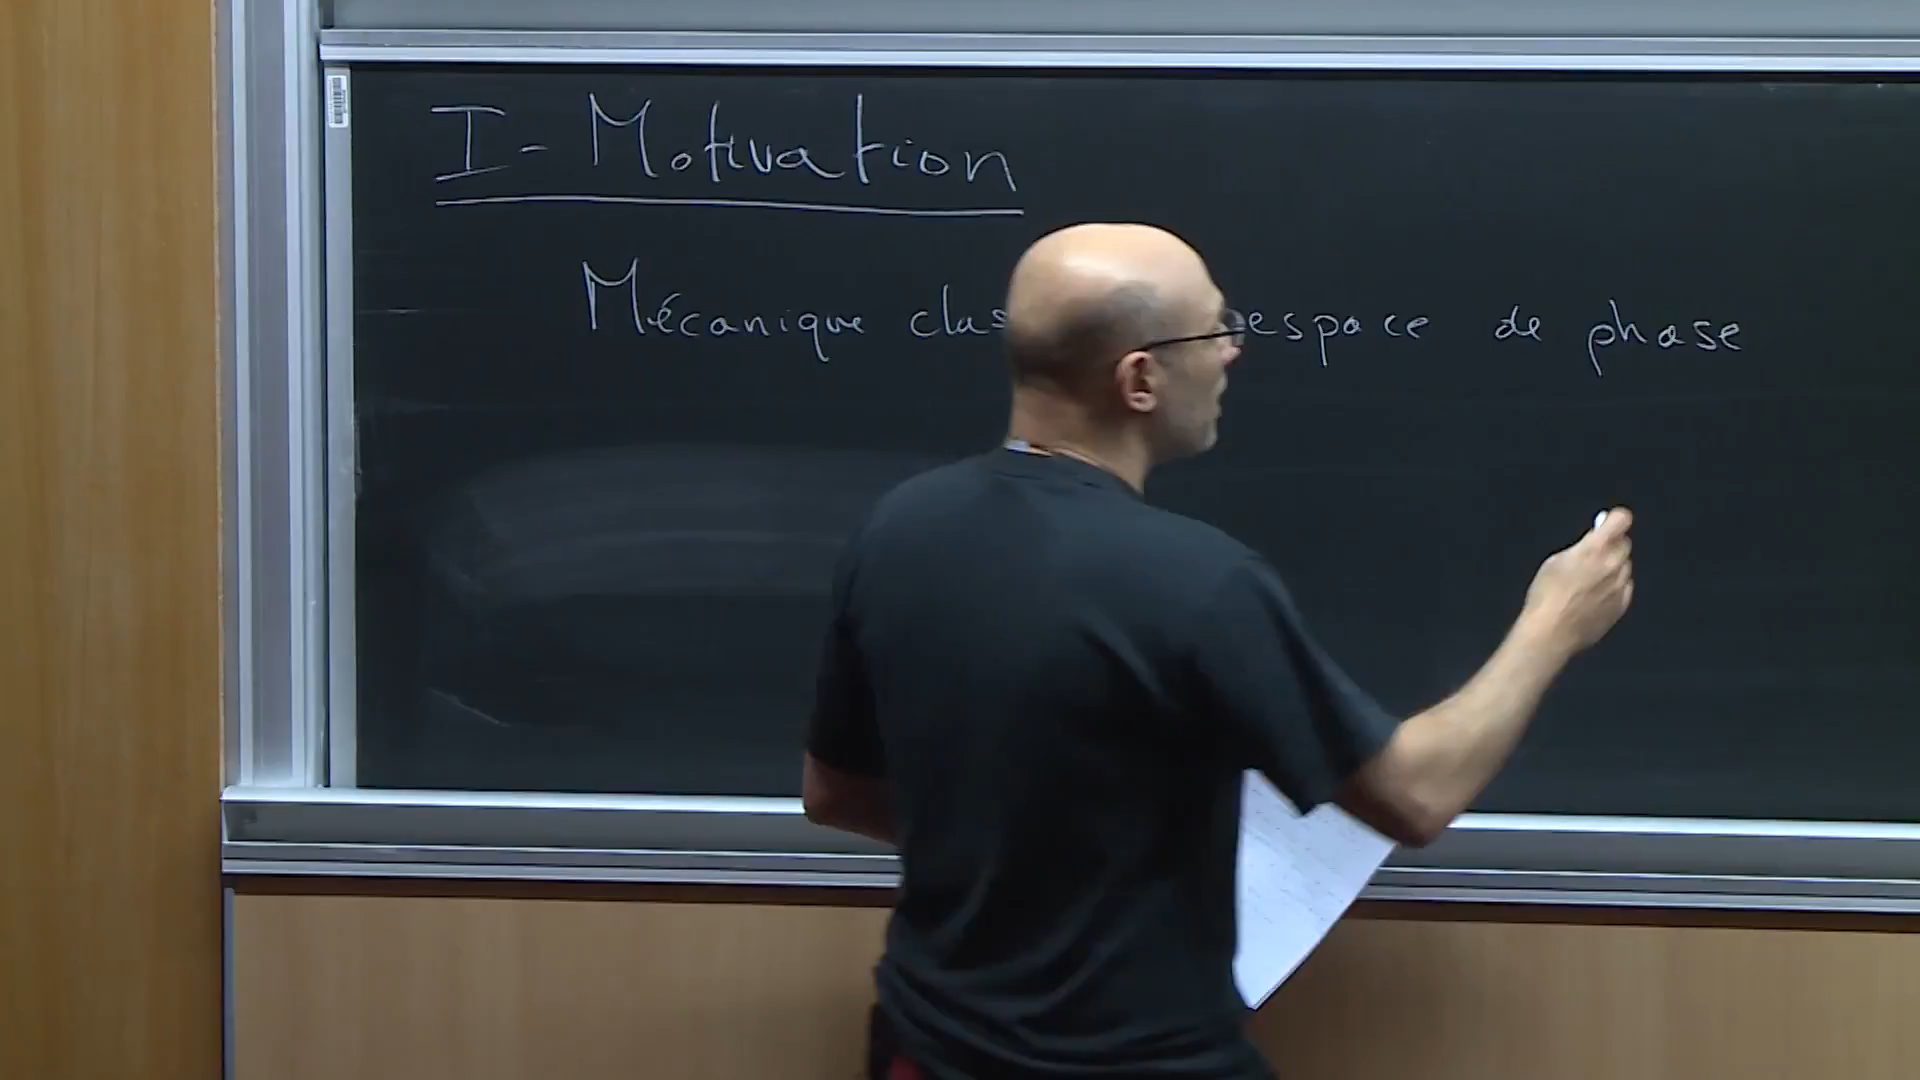 I - Motivation
Mécanique clas espace de phase